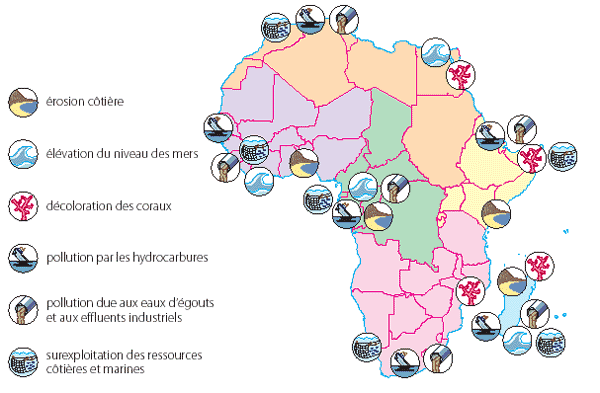 érosion côtière
élévation du niveau des mers
décoloration des coraux
pollution par les hydrocarbures
pollution due aux eaux d'égouts
et aux effluents industriels
surexploitation des ressources
côtières et marines